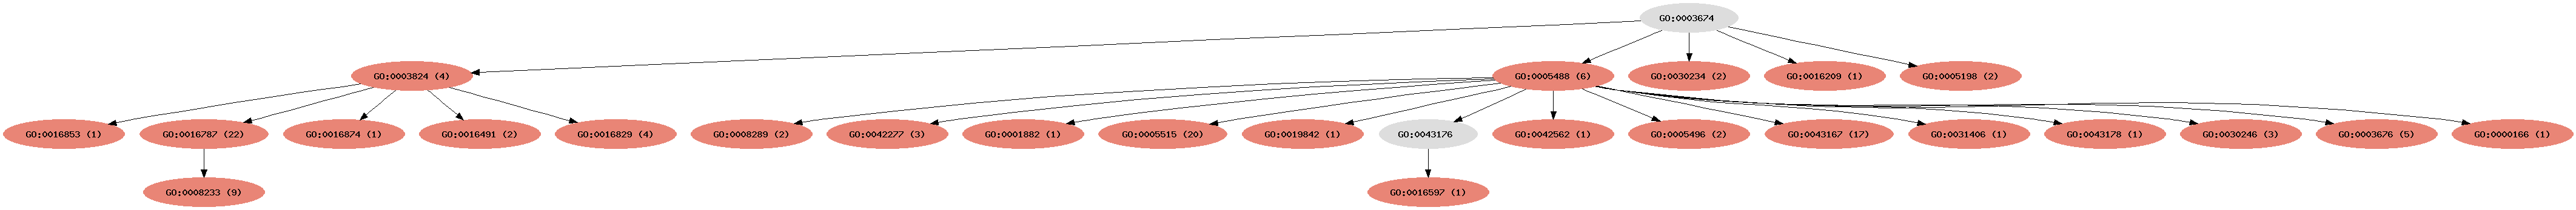 GO:0003674
GO:0003824 (4)
GO:0005488 (6)
GO:0030234 (2)
GO:0016209 (1)
GO:0005198 (2)
GO:0016853 (1)
GO:0016787 (22)
GO:0016874 (1)
GO:0016491 (2)
GO:0016829 (4)
GO:0008289 (2)
GO:0042277 (3)
GO:0001882 (1)
GO:0005515 (20)
GO:0019842 (1)
GO:0043176
GO:0042562 (1)
GO:0005496 (2)
GO:0043167 (17)
GO:0031406 (1)
GO:0043178 (1)
GO:0030246 (3)
GO:0003676 (5)
GO:0000166 (1)
GO:0008233 (9)
GO:0016597 (1)